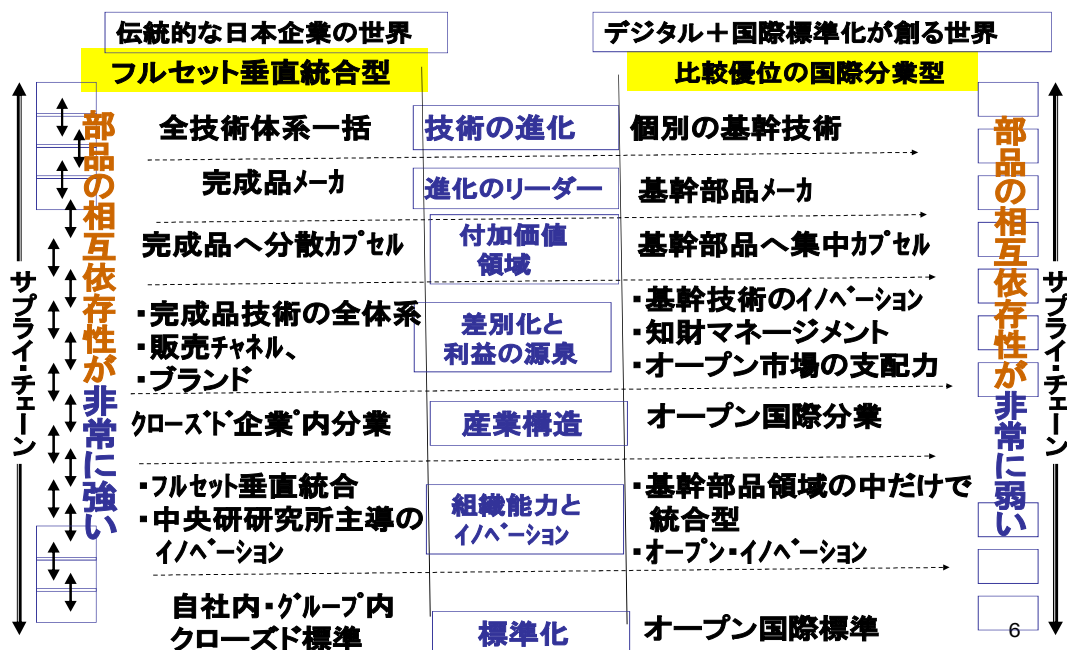 伝統的な日本企業の世界
デジタル＋国際標準化が創る世界
フルセット垂直統合型
比較優位の国際分業型
サプライ・チェーン
部品の相互依存性が非常に強い
全技術体系一括
技術の進化
個別の基幹技術
完成品ﾒｰｶ
進化のリーダー
基幹部品ﾒｰｶ
完成品へ分散ｶﾌﾟｾﾙ
付加価値
領域
基幹部品へ集中ｶﾌﾟｾﾙ
・完成品技術の全体系
・販売ﾁｬﾈﾙ、
・ブランド
差別化と
利益の源泉
・基幹技術のｲﾉﾍﾞｰｼｮﾝ
・知財マネージメント
・オープン市場の支配力
ｸﾛｰｽﾞﾄﾞ企業ﾞ内分業
産業構造
オープン国際分業
・ﾌﾙｾｯﾄ垂直統合
・中央研研究所主導の
ｲﾉﾍﾞｰｼｮﾝ
組織能力と
ｲﾉﾍﾞｰｼｮﾝ
・基幹部品領域の中だけで
統合型
・ｵｰﾌﾟﾝ・ｲﾉﾍﾞｰｼｮﾝ
自社内・ｸﾞﾙｰﾌﾟ内
クローズド標準
標準化
オープン国際標準
部品の相互依存性が非常に弱い
サプライ・チェーン
6